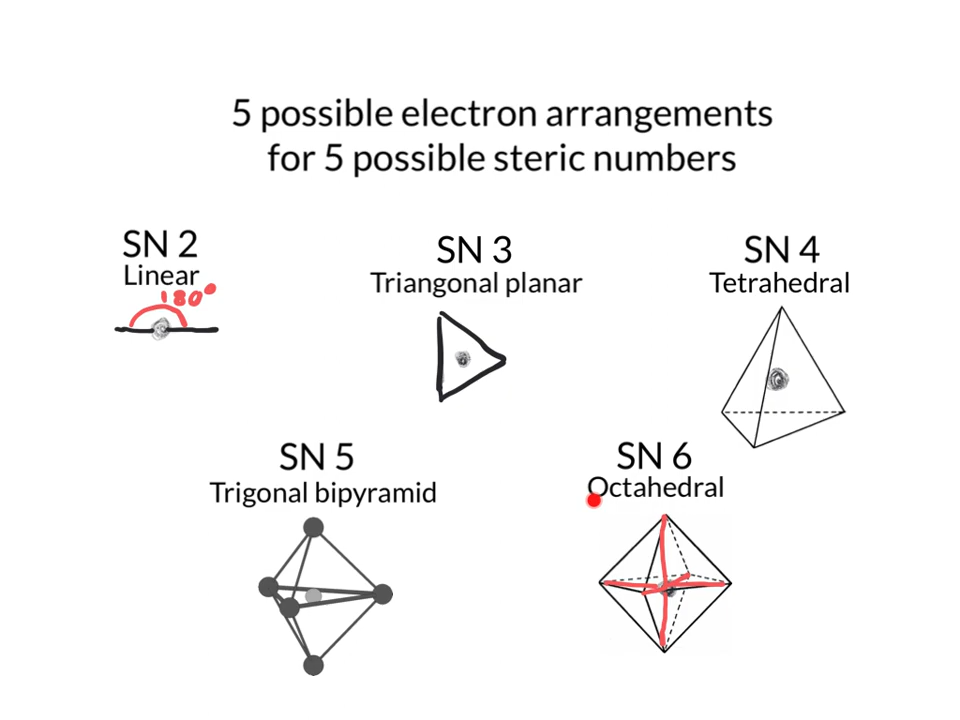 5 possible electron arrangements
for 5 possible steric numbers
SN 2
Linear
180°
SN 3
Triangonal planar
SN 4
Tetrahedral
SN 5
Trigonal bipyramid
SN 6
Octahedral